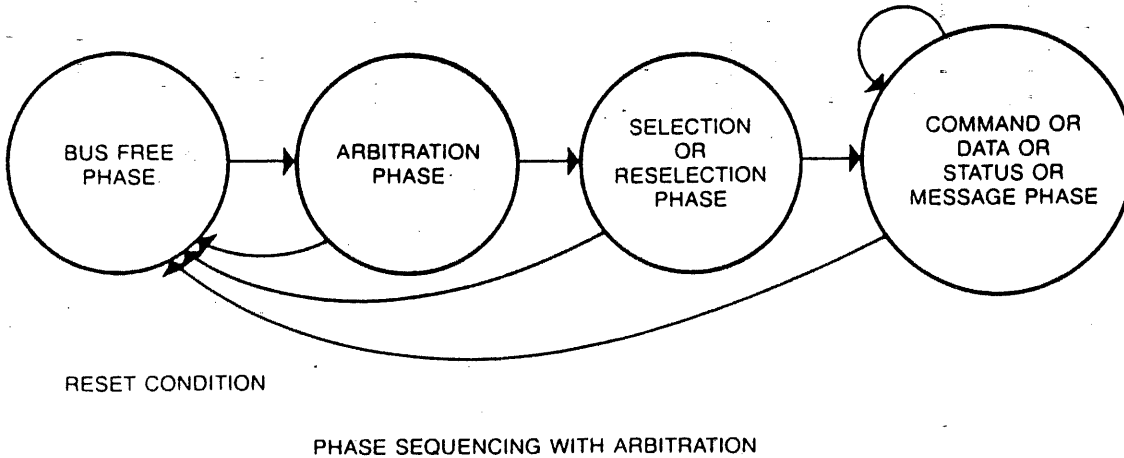 BUS FREE
PHASE
ARBITRATION
PHASE
SELECTION
OR
RESELECTION
PHASE
COMMAND OR
DATA OR
STATUS OR
MESSAGE PHASE
RESET CONDITION
PHASE SEQUENCING WITH ARBITRATION